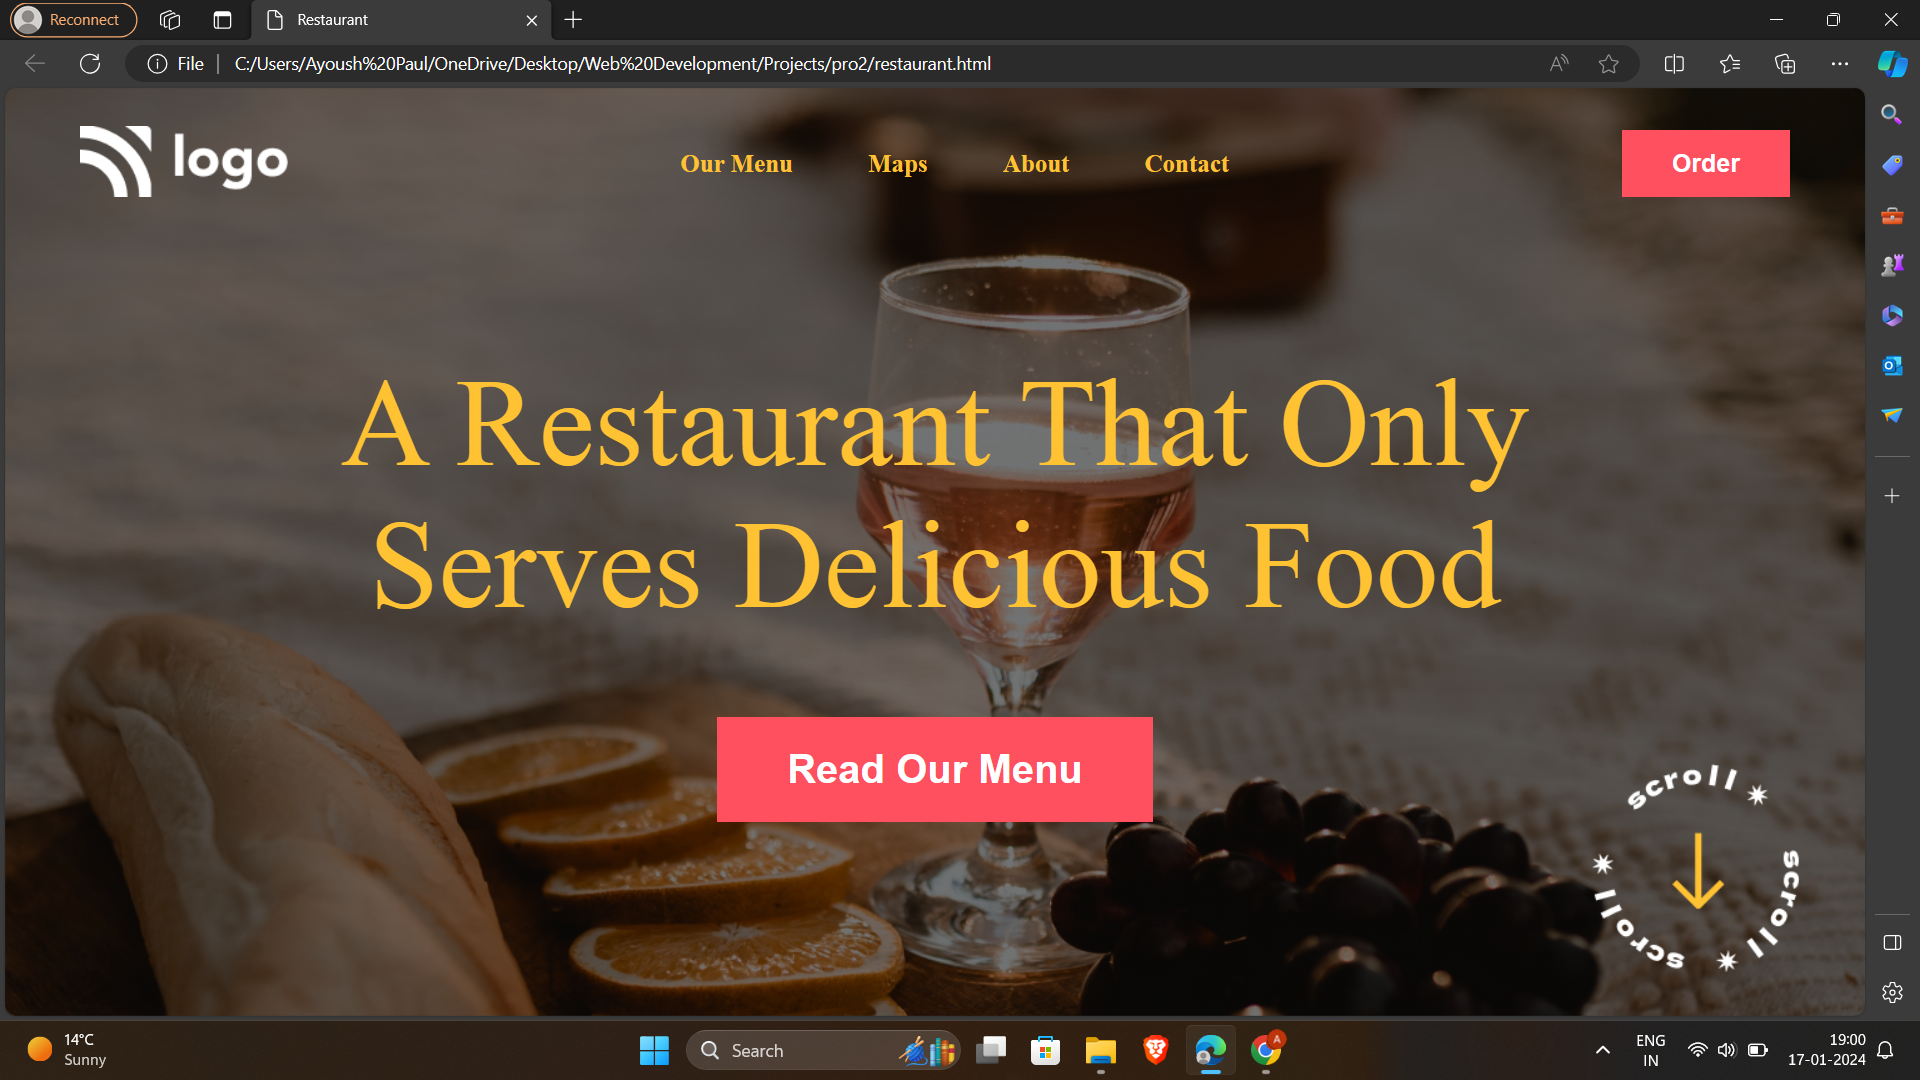 Reconnect
Restaurant
File
C:/Users/Ayoush%20Paul/OneDrive/Desktop/Web%20Development/Projects/pro2/restaurant.html
logo
Our Menu
Maps
About
Contact
Order
A Restaurant That Only
Serves Delicious Food
Read Our Menu
scroll
scroll
scroll
14°C
Sunny
Search
A
ENG
IN
19:00
17-01-2024